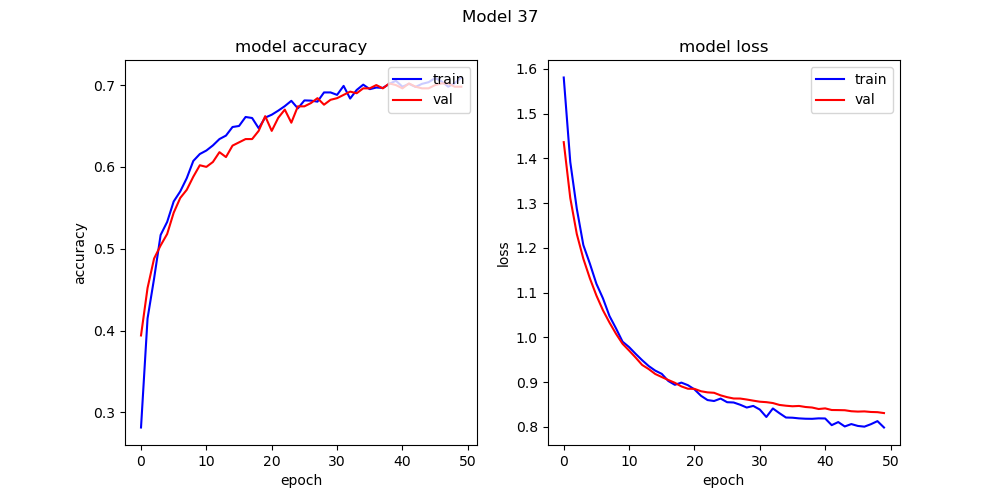 Model 37
model accuracy
train
val
0.7
0.6
0.5
0.4
0.3
accuracy
0 10 20 30 40 50
epoch
model loss
train
val
1.6
1.5
1.4
1.3
1.2
1.1
1.0
0.9
0.8
loss
0 10 20 30 40 50
epoch